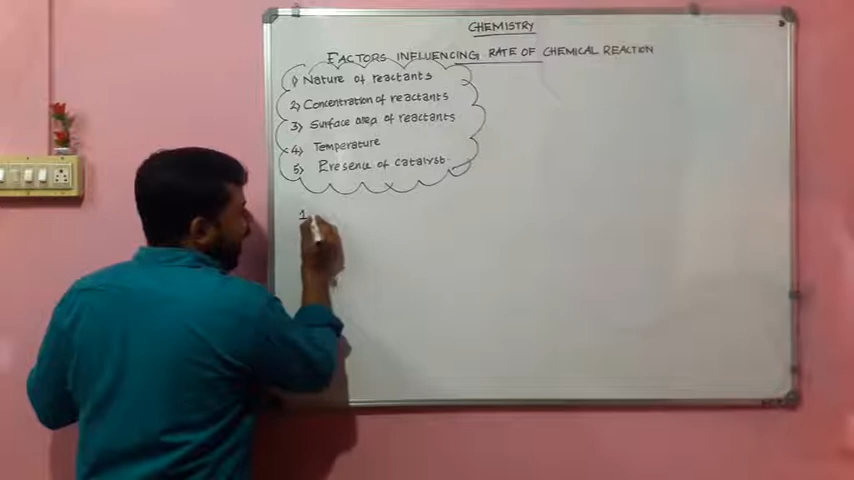 CHEMISTRY
FACTORS INFLUENCING RATE OF CHEMICAL REACTION
1) Nature of reactants
2) Concentration of reactants
3) Surface area of reactants
4) Temperature
5) Presence of catalyst.
1